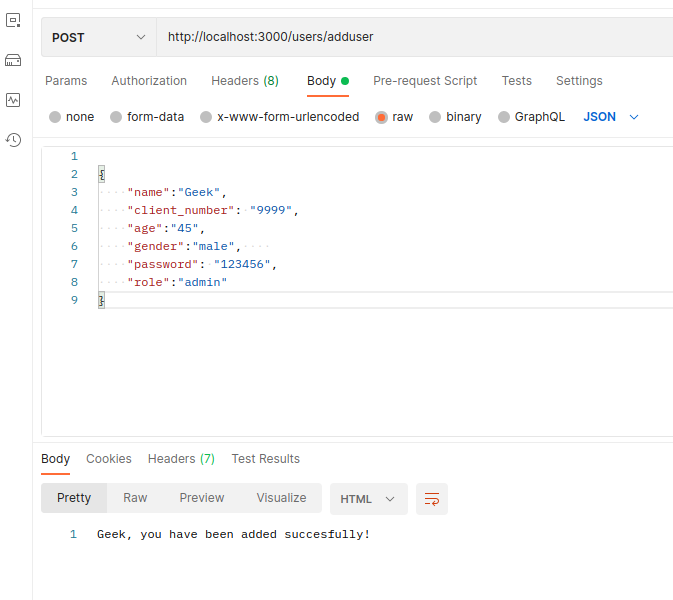 POST http://localhost:3000/users/adduser
Params Authorization Headers (8) Body Pre-request Script Tests Settings
none form-data x-www-form-urlencoded raw binary GraphQL JSON
1
2 {
3 "name":"Geek",
4 "client_number": "9999",
5 "age":"45",
6 "gender":"male",
7 "password": "123456",
8 "role":"admin"
9 }
Body Cookies Headers (7) Test Results
Pretty Raw Preview Visualize HTML
1 Geek, you have been added succesfully!